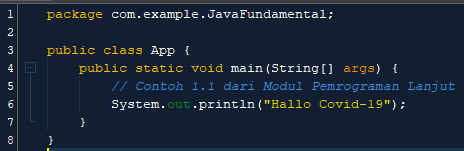 1 package com.example.JavaFundamental;
2
3 public class App {
4 public static void main(String[] args) {
5 // Contoh 1.1 dari Modul Pemrograman Lanjut
6 System.out.println("Hallo Covid-19");
7 }
8 }